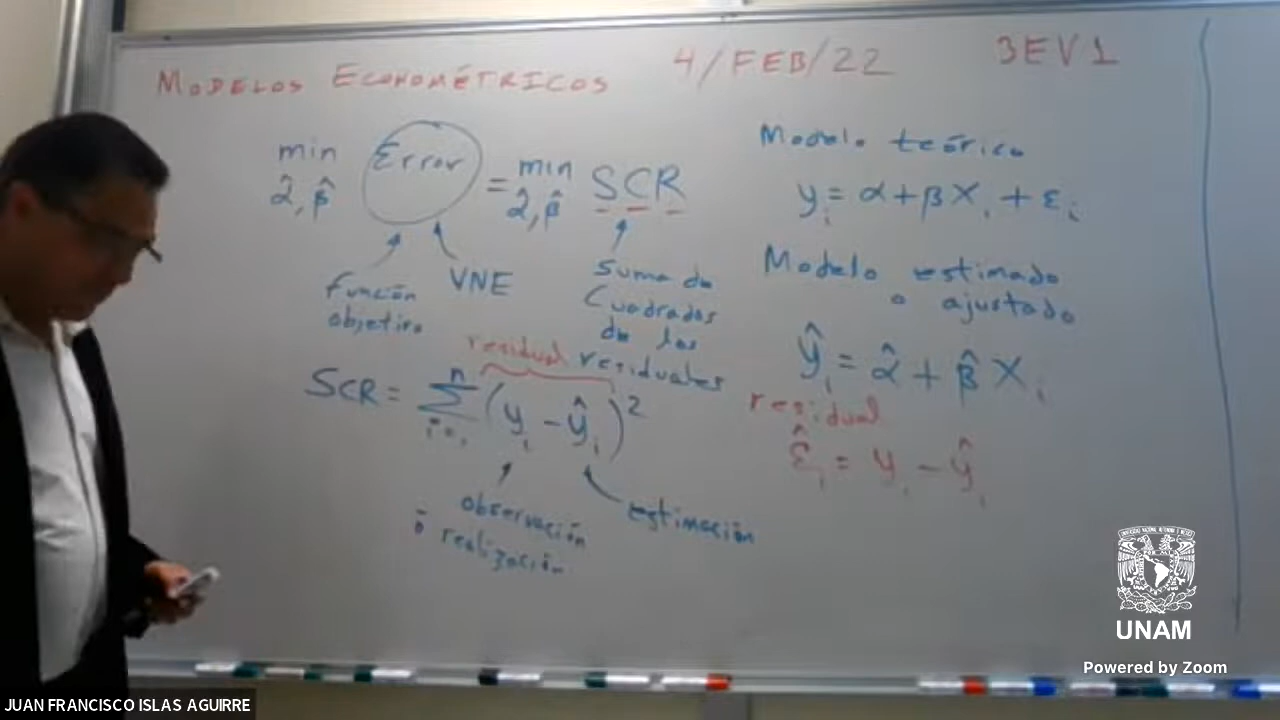 MODELOS ECONOMÉTRICOS 4/FEB/22 3EV1
min Error = min SCR
α̂, β̂ α̂, β̂
función objetivo
VNE
Suma de
Cuadrados
de los
residuales
residual
SCR = Σ (yᵢ - ŷᵢ)²
n
i=1
observación
ó realización
estimación
Modelo teórico
yᵢ = α + βXᵢ + εᵢ
Modelo estimado
o ajustado
ŷᵢ = α̂ + β̂Xᵢ
residual
ε̂ᵢ = yᵢ - ŷᵢ
UNAM
Powered by Zoom
JUAN FRANCISCO ISLAS AGUIRRE